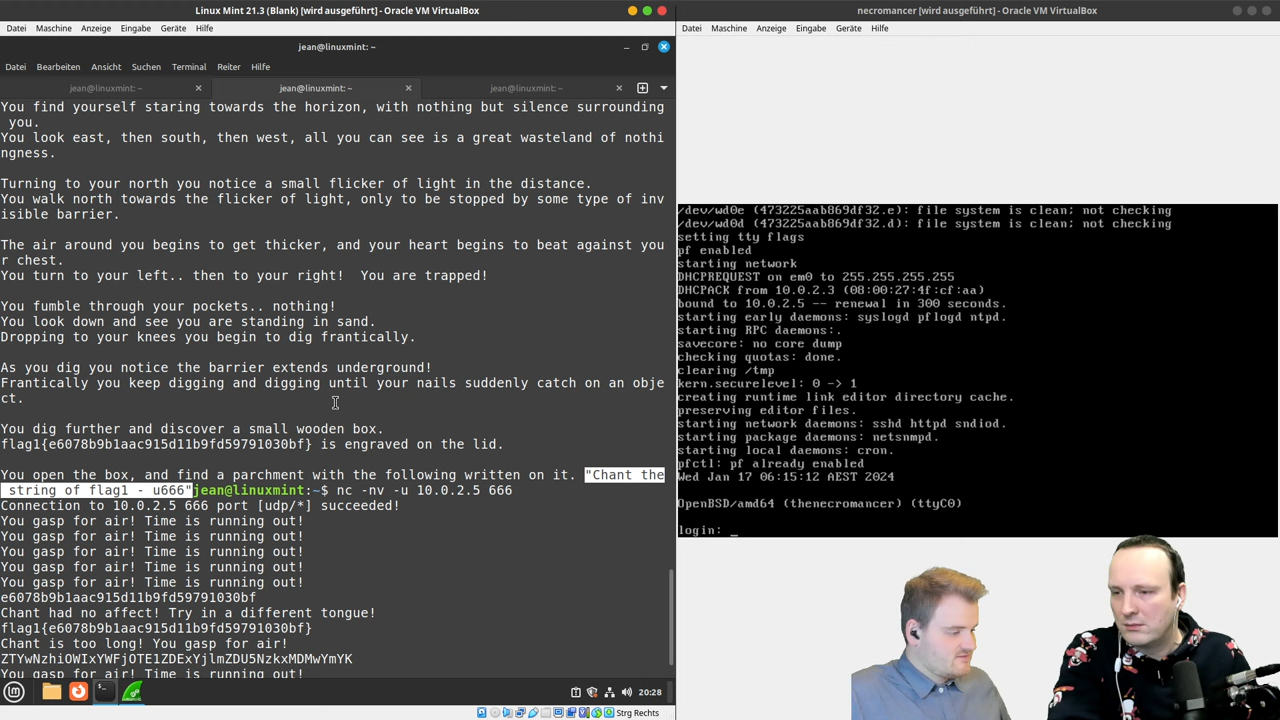 Linux Mint 21.3 (Blank) [wird ausgeführt] - Oracle VM VirtualBox
Datei Maschine Anzeige Eingabe Geräte Hilfe
jean@linuxmint: ~
Datei Bearbeiten Ansicht Suchen Terminal Reiter Hilfe
jean@linuxmint: ~ jean@linuxmint: ~ jean@linuxmint: ~
You find yourself staring towards the horizon, with nothing but silence surrounding
 you.
You look east, then south, then west, all you can see is a great wasteland of nothi
ngness.
Turning to your north you notice a small flicker of light in the distance.
You walk north towards the flicker of light, only to be stopped by some type of inv
isible barrier.
The air around you begins to get thicker, and your heart begins to beat against you
r chest.
You turn to your left.. then to your right!  You are trapped!
You fumble through your pockets.. nothing!
You look down and see you are standing in sand.
Dropping to your knees you begin to dig frantically.
As you dig you notice the barrier extends underground!
Frantically you keep digging and digging until your nails suddenly catch on an obje
ct.
You dig further and discover a small wooden box.
flag1{e6078b9b1aac915d11b9fd59791030bf} is engraved on the lid.
You open the box, and find a parchment with the following written on it. "Chant the
 string of flag1 - u666"jean@linuxmint:~$ nc -nv -u 10.0.2.5 666
Connection to 10.0.2.5 666 port [udp/*] succeeded!
You gasp for air! Time is running out!
You gasp for air! Time is running out!
You gasp for air! Time is running out!
You gasp for air! Time is running out!
You gasp for air! Time is running out!
e6078b9b1aac915d11b9fd59791030bf
Chant had no affect! Try in a different tongue!
flag1{e6078b9b1aac915d11b9fd59791030bf}
Chant is too long! You gasp for air!
ZTYwNzhiOWIxYWFjOTE1ZDExYjlmZDU5NzkxMDMwYmYK
You gasp for air! Time is running out!
20:28
Strg Rechts
necromancer [wird ausgeführt] - Oracle VM VirtualBox
Datei Maschine Anzeige Eingabe Geräte Hilfe
/dev/wd0e (473225aab869df32.e): file system is clean; not checking
/dev/wd0d (473225aab869df32.d): file system is clean; not checking
setting tty flags
pf enabled
starting network
DHCPREQUEST on em0 to 255.255.255.255
DHCPACK from 10.0.2.3 (08:00:27:4f:cf:aa)
bound to 10.0.2.5 -- renewal in 300 seconds.
starting early daemons: syslogd pflogd ntpd.
starting RPC daemons:.
savecore: no core dump
checking quotas: done.
clearing /tmp
kern.securelevel: 0 -> 1
creating runtime link editor directory cache.
preserving editor files.
starting network daemons: sshd httpd sndiod.
starting package daemons: netsnmpd.
starting local daemons: cron.
pfctl: pf already enabled
Wed Jan 17 06:15:12 AEST 2024
OpenBSD/amd64 (thenecromancer) (ttyC0)
login: _